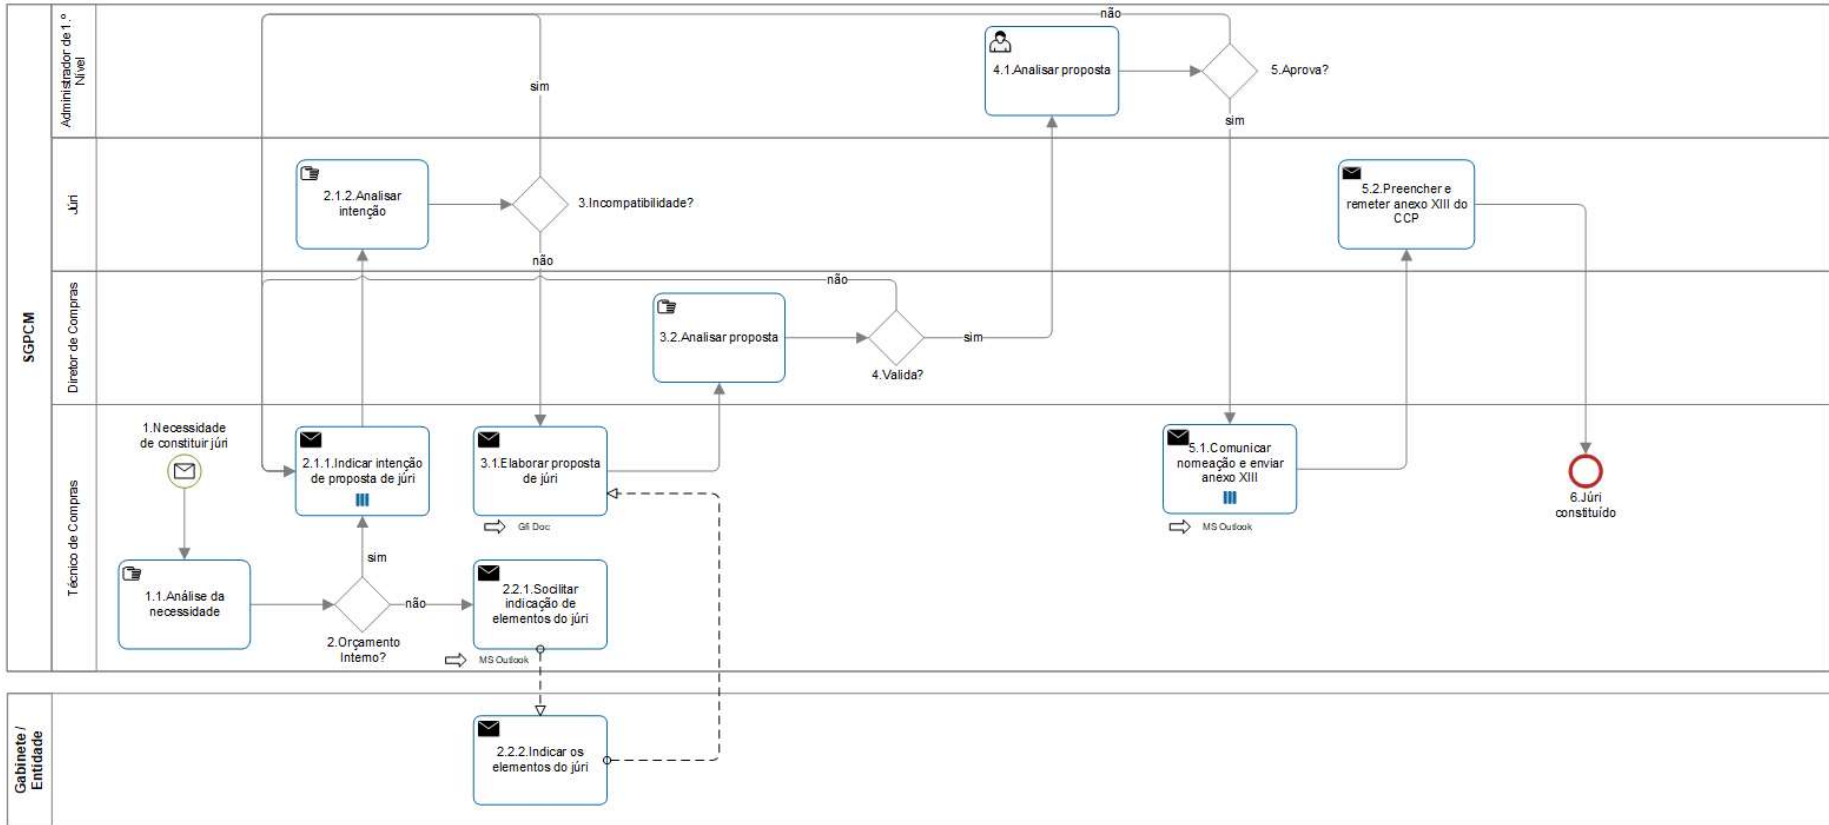 SGPCM
Administrador de 1.º
Nível
não
4.1.Analisar proposta
5.Aprova?
sim
sim
Júri
2.1.2.Analisar
intenção
3.Incompatibilidade?
não
5.2.Preencher e
remeter anexo XIII do
CCP
Diretor de Compras
não
3.2.Analisar proposta
sim
4.Valida?
Técnico de Compras
1.Necessidade
de constituir júri
2.1.1.Indicar intenção
de proposta de júri
3.1.Elaborar proposta
de júri
Gfi Doc
5.1.Comunicar
nomeação e enviar
anexo XIII
MS Outlook
6.Júri
constituído
sim
1.1.Análise da
necessidade
não
2.Orçamento
Interno?
2.2.1.Socilitar
indicação de
elementos do júri
MS Outlook
Gabinete /
Entidade
2.2.2.Indicar os
elementos do júri